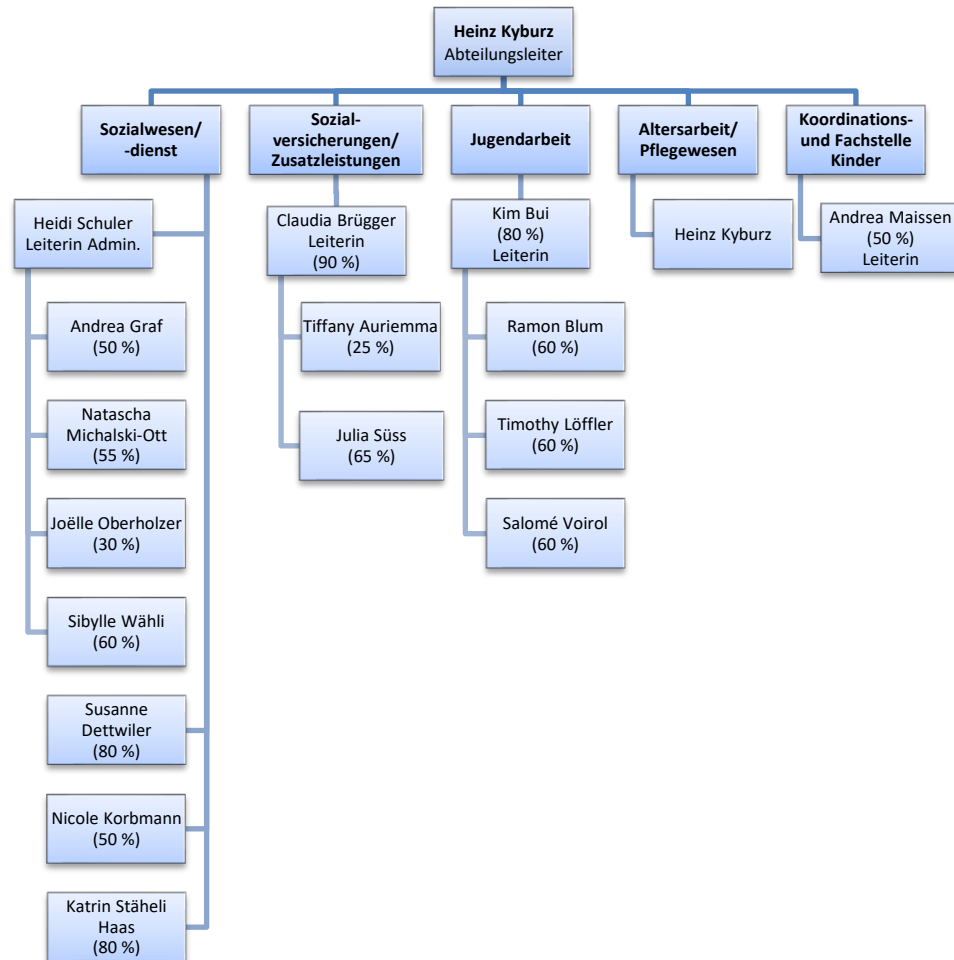 Heinz Kyburz
Abteilungsleiter
Sozialwesen/
-dienst
Sozial-
versicherungen/
Zusatzleistungen
Jugendarbeit
Altersarbeit/
Pflegewesen
Koordinations-
und Fachstelle
Kinder
Heidi Schuler
Leiterin Admin.
Andrea Graf
(50 %)
Natascha
Michalski-Ott
(55 %)
Joëlle Oberholzer
(30 %)
Sibylle Wähli
(60 %)
Susanne
Dettwiler
(80 %)
Nicole Korbmann
(50 %)
Katrin Stäheli
Haas
(80 %)
Claudia Brügger
Leiterin
(90 %)
Tiffany Auriemma
(25 %)
Julia Süss
(65 %)
Kim Bui
(80 %)
Leiterin
Ramon Blum
(60 %)
Timothy Löffler
(60 %)
Salomé Voirol
(60 %)
Heinz Kyburz
Andrea Maissen
(50 %)
Leiterin